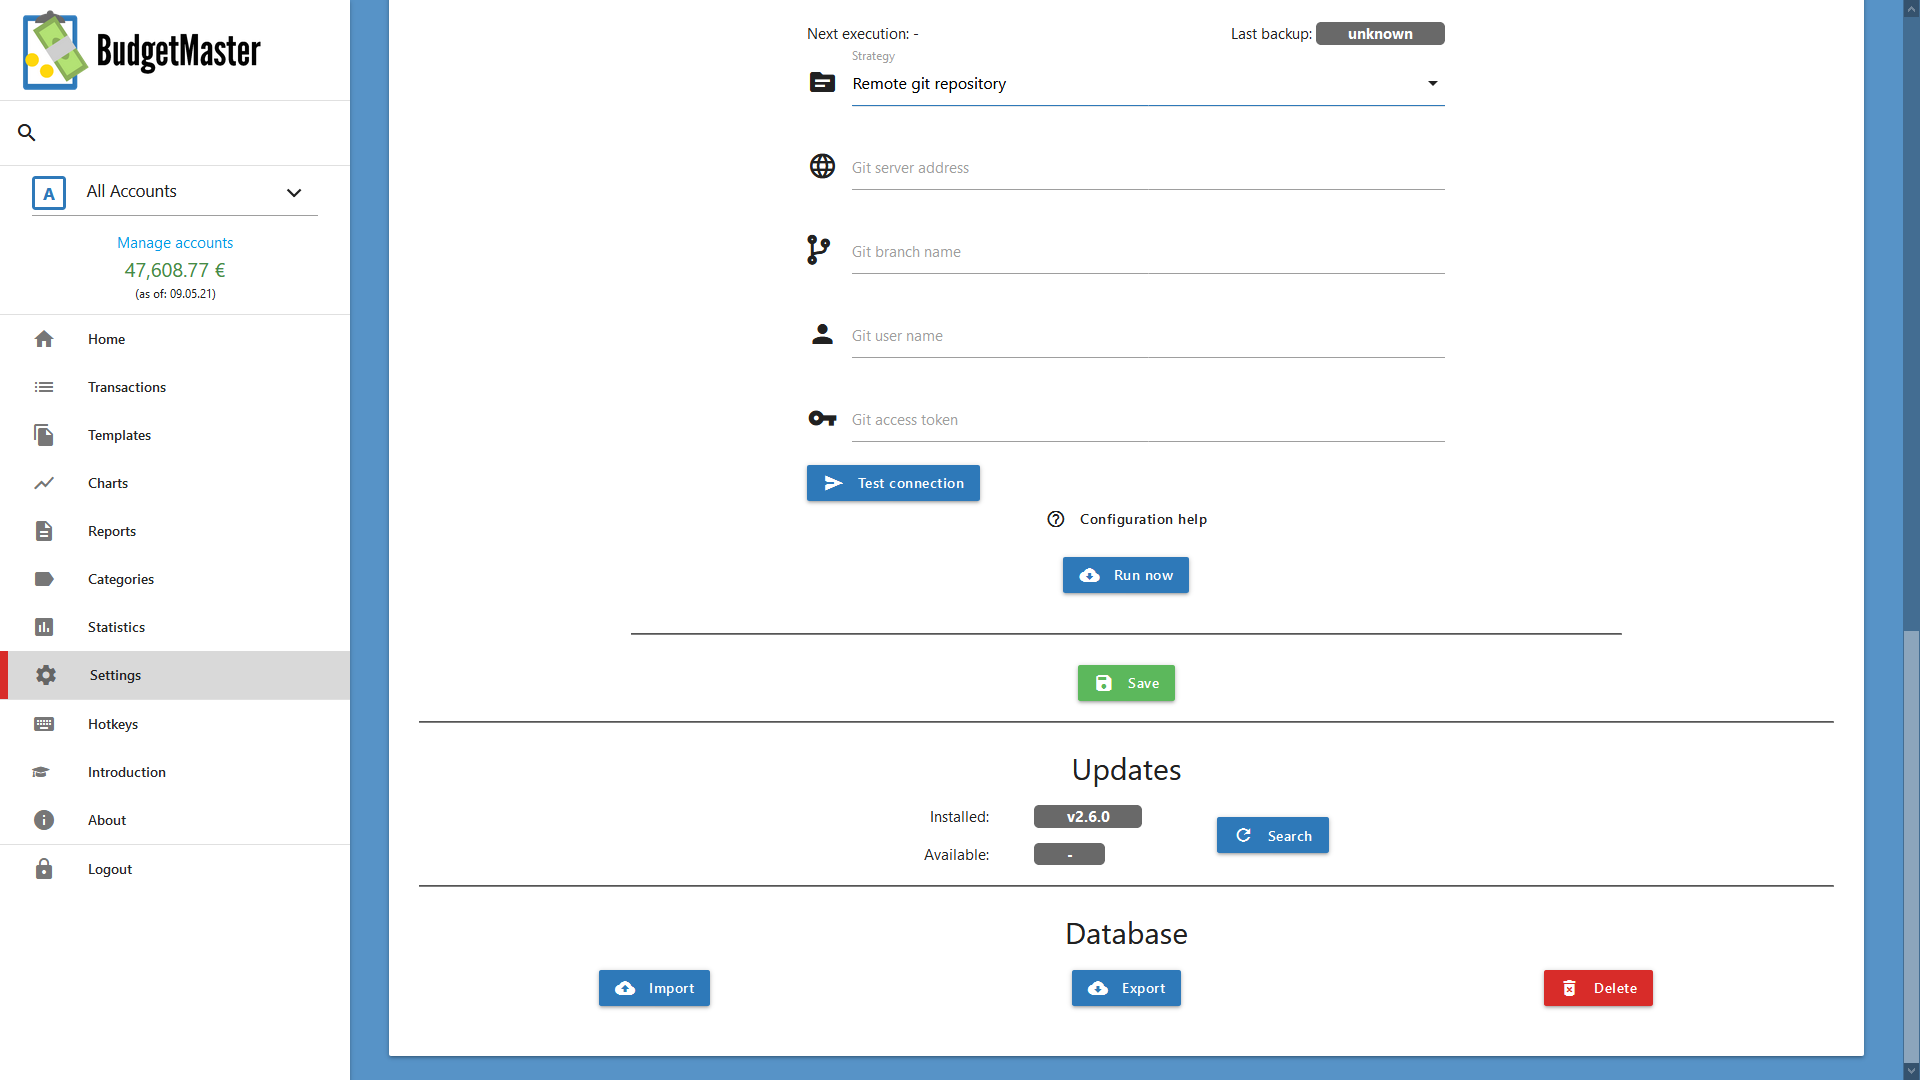 BudgetMaster
A All Accounts
Manage accounts
47,608.77 €
(as of: 09.05.21)
Home
Transactions
Templates
Charts
Reports
Categories
Statistics
Settings
Hotkeys
Introduction
About
Logout
Next execution: - Last backup: unknown
Strategy
Remote git repository
Git server address
Git branch name
Git user name
Git access token
Test connection
Configuration help
Run now
Save
Updates
Installed: v2.6.0
Available: -
Search
Database
Import Export Delete